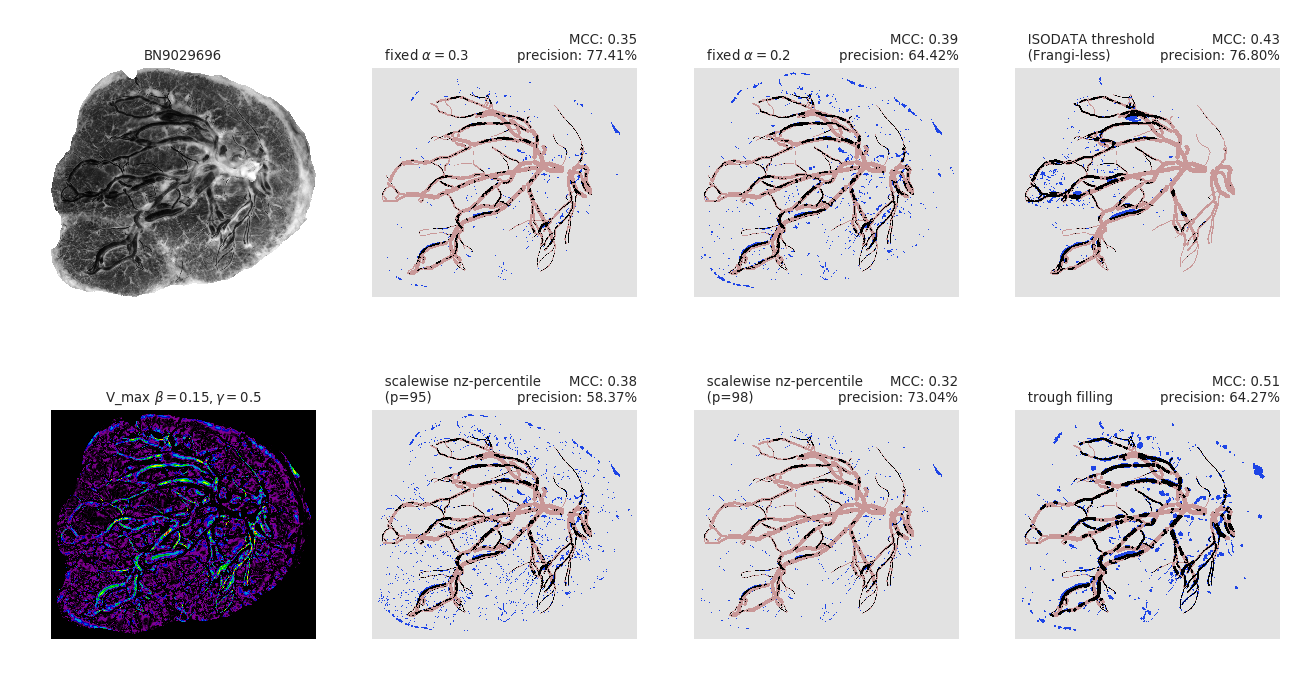 BN9029696
MCC: 0.35
fixed α = 0.3 precision: 77.41%
MCC: 0.39
fixed α = 0.2 precision: 64.42%
ISODATA threshold MCC: 0.43
(Frangi-less) precision: 76.80%
V_max β = 0.15, γ = 0.5
scalewise nz-percentile MCC: 0.38
(p=95) precision: 58.37%
scalewise nz-percentile MCC: 0.32
(p=98) precision: 73.04%
MCC: 0.51
trough filling precision: 64.27%